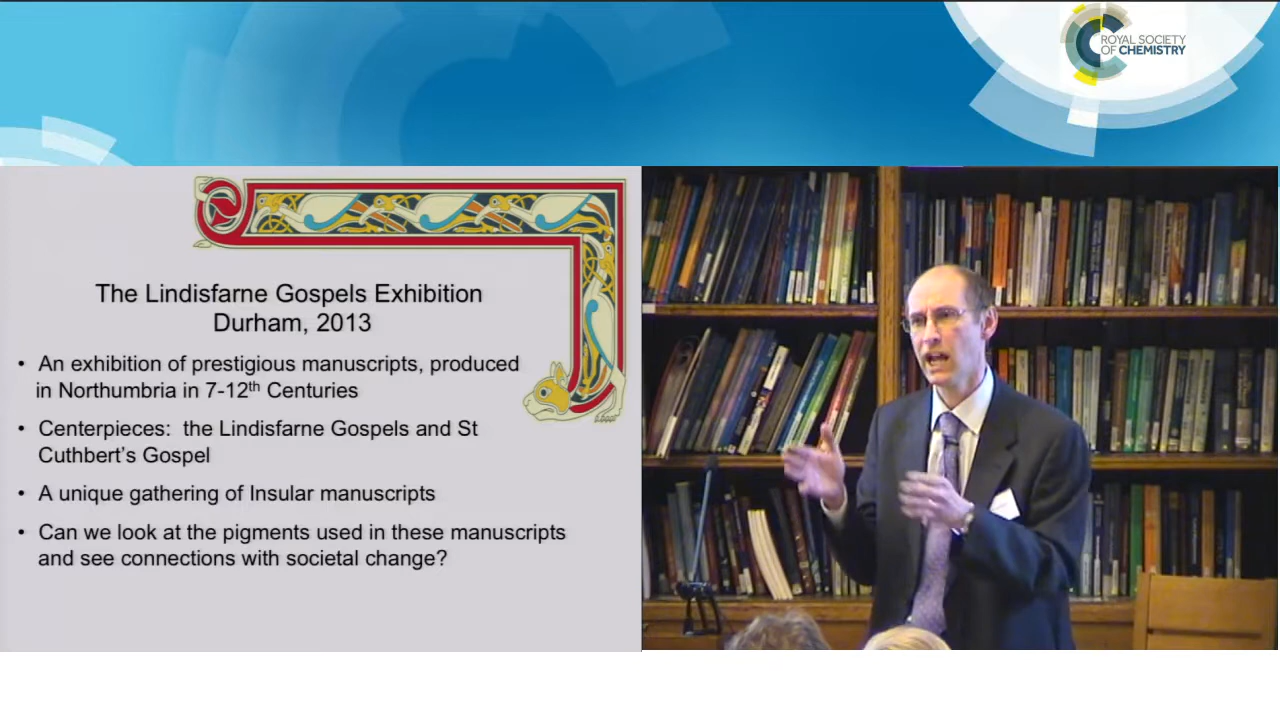 ROYAL SOCIETY
OF CHEMISTRY
The Lindisfarne Gospels Exhibition
Durham, 2013
• An exhibition of prestigious manuscripts, produced
in Northumbria in 7-12th Centuries
• Centerpieces: the Lindisfarne Gospels and St
Cuthbert's Gospel
• A unique gathering of Insular manuscripts
• Can we look at the pigments used in these manuscripts
and see connections with societal change?